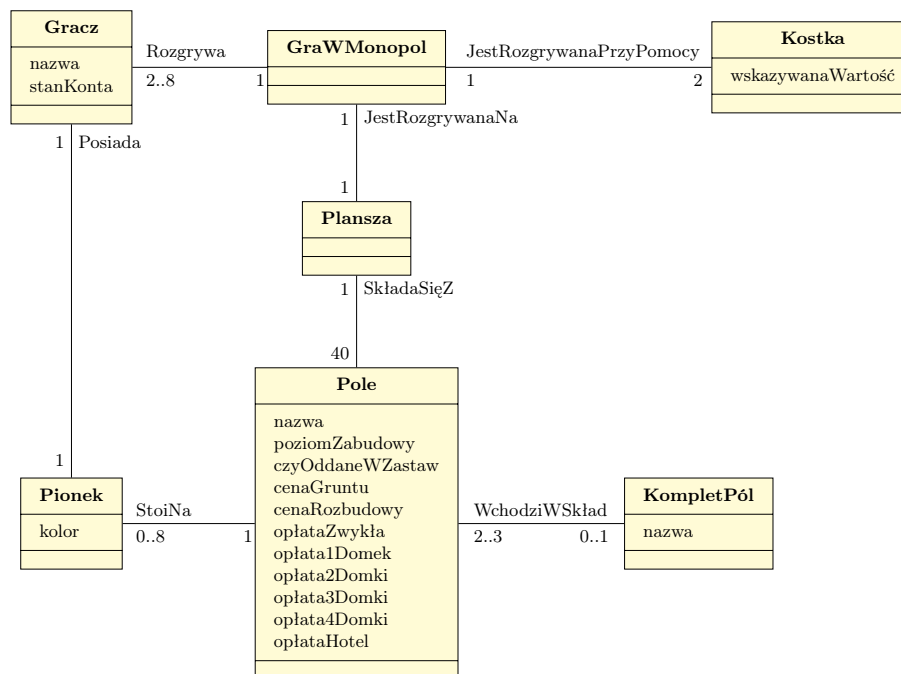 Gracz
nazwa
stanKonta
Rozgrywa
2..8
1
GraWMonopol
JestRozgrywanaPrzyPomocy
1
2
Kostka
wskazywanaWartość
1
Posiada
1
JestRozgrywanaNa
1
Plansza
1
SkładaSięZ
40
Pole
nazwa
poziomZabudowy
czyOddaneWZastaw
cenaGruntu
cenaRozbudowy
opłataZwykła
opłata1Domek
opłata2Domki
opłata3Domki
opłata4Domki
opłataHotel
1
Pionek
kolor
StoiNa
0..8
1
WchodziWSkład
2..3
0..1
KompletPól
nazwa